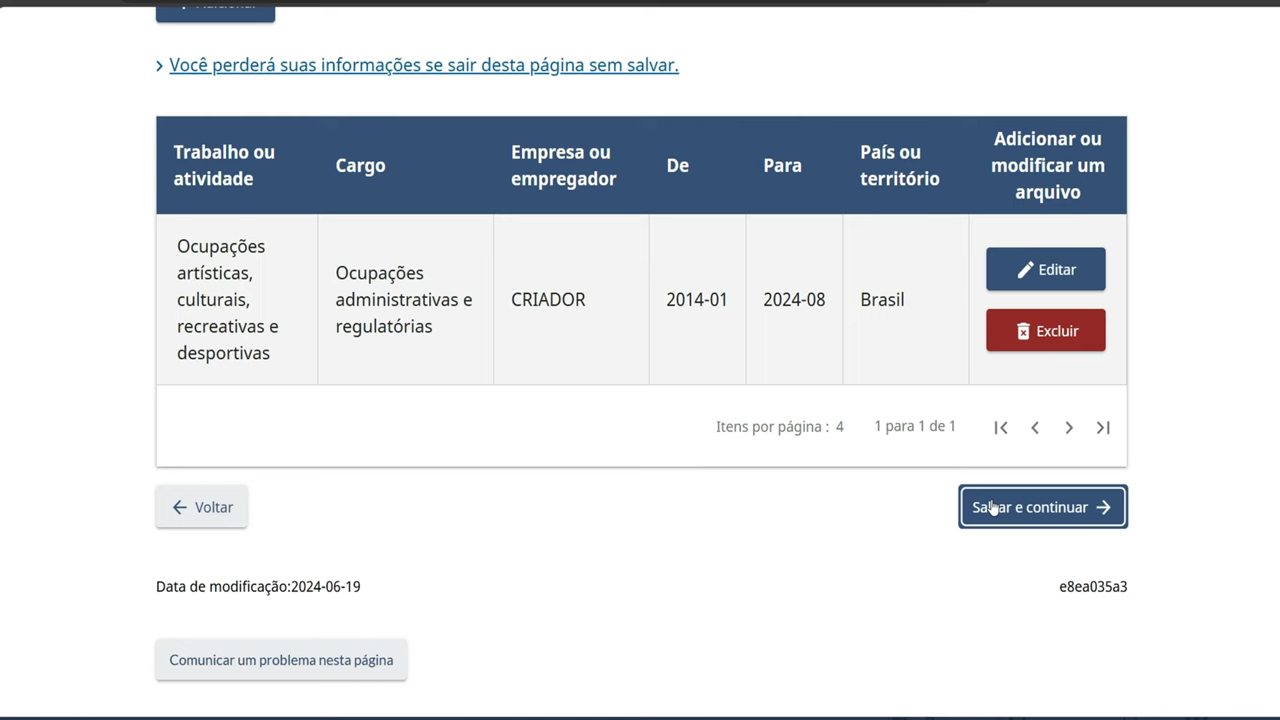 Você perderá suas informações se sair desta página sem salvar.
Trabalho ou
atividade
Cargo
Empresa ou
empregador
De
Para
País ou
território
Adicionar ou
modificar um
arquivo
Ocupações
artísticas,
culturais,
recreativas e
desportivas
Ocupações
administrativas e
regulatórias
CRIADOR
2014-01
2024-08
Brasil
Editar
Excluir
Itens por página : 4
1 para 1 de 1
Voltar
Salvar e continuar
Data de modificação:2024-06-19
e8ea035a3
Comunicar um problema nesta página